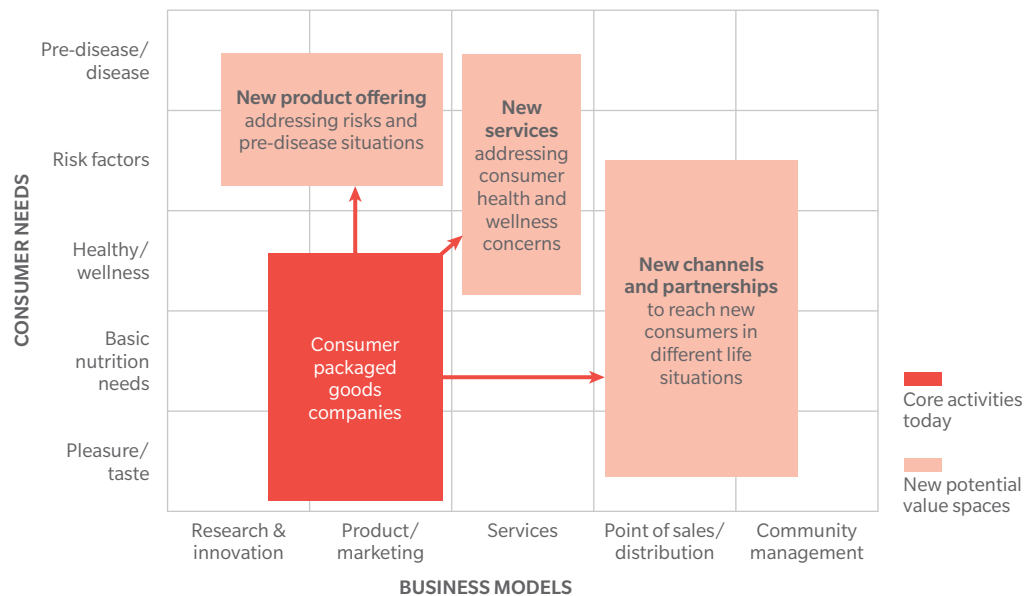 CONSUMER NEEDS
Pre-disease/
disease
Risk factors
Healthy/
wellness
Basic
nutrition
needs
Pleasure/
taste
New product offering
addressing risks and
pre-disease situations
New
services
addressing
consumer
health and
wellness
concerns
New channels
and partnerships
to reach new
consumers in
different life
situations
Consumer
packaged
goods
companies
Core activities
today
New potential
value spaces
Research &
innovation
Product/
marketing
Services
Point of sales/
distribution
Community
management
BUSINESS MODELS